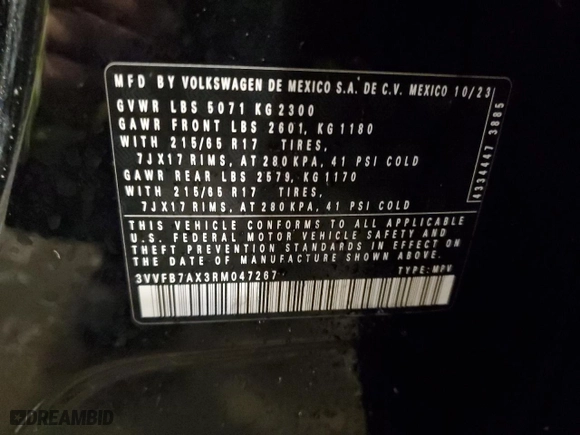 MFD BY VOLKSWAGEN DE MEXICO S.A. DE C.V. MEXICO 10/23
GVWR LBS 5071 KG 2300
GAWR FRONT LBS 2601, KG 1180
WITH 215/65 R17 TIRES,
7JX17 RIMS, AT 280 KPA, 41 PSI COLD
GAWR REAR LBS 2579, KG 1170
WITH 215/65 R17 TIRES,
7JX17 RIMS, AT 280 KPA, 41 PSI COLD
THIS VEHICLE CONFORMS TO ALL APPLICABLE
U.S. FEDERAL MOTOR VEHICLE SAFETY AND
THEFT PREVENTION STANDARDS IN EFFECT ON
THE DATE OF MANUFACTURE SHOWN ABOVE.
3VVFB7AX3RM047267 TYPE: MPV
4334447 3885
DREAMBID